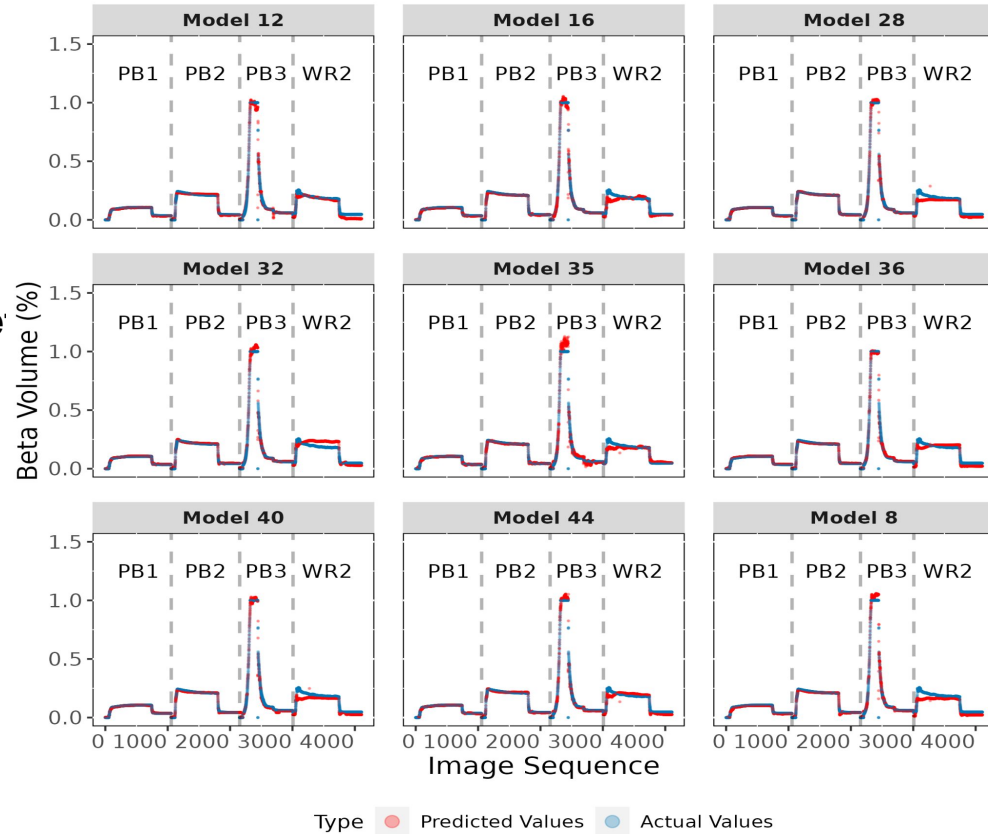 Model 12 Model 16 Model 28
1.5
PB1 PB2 PB3 WR2 PB1 PB2 PB3 WR2 PB1 PB2 PB3 WR2
1.0
0.5
0.0
Model 32 Model 35 Model 36
1.5
PB1 PB2 PB3 WR2 PB1 PB2 PB3 WR2 PB1 PB2 PB3 WR2
1.0
0.5
0.0
Beta Volume (%)
Model 40 Model 44 Model 8
1.5
PB1 PB2 PB3 WR2 PB1 PB2 PB3 WR2 PB1 PB2 PB3 WR2
1.0
0.5
0.0
0 1000 2000 3000 4000 0 1000 2000 3000 4000 0 1000 2000 3000 4000
Image Sequence
Type Predicted Values Actual Values